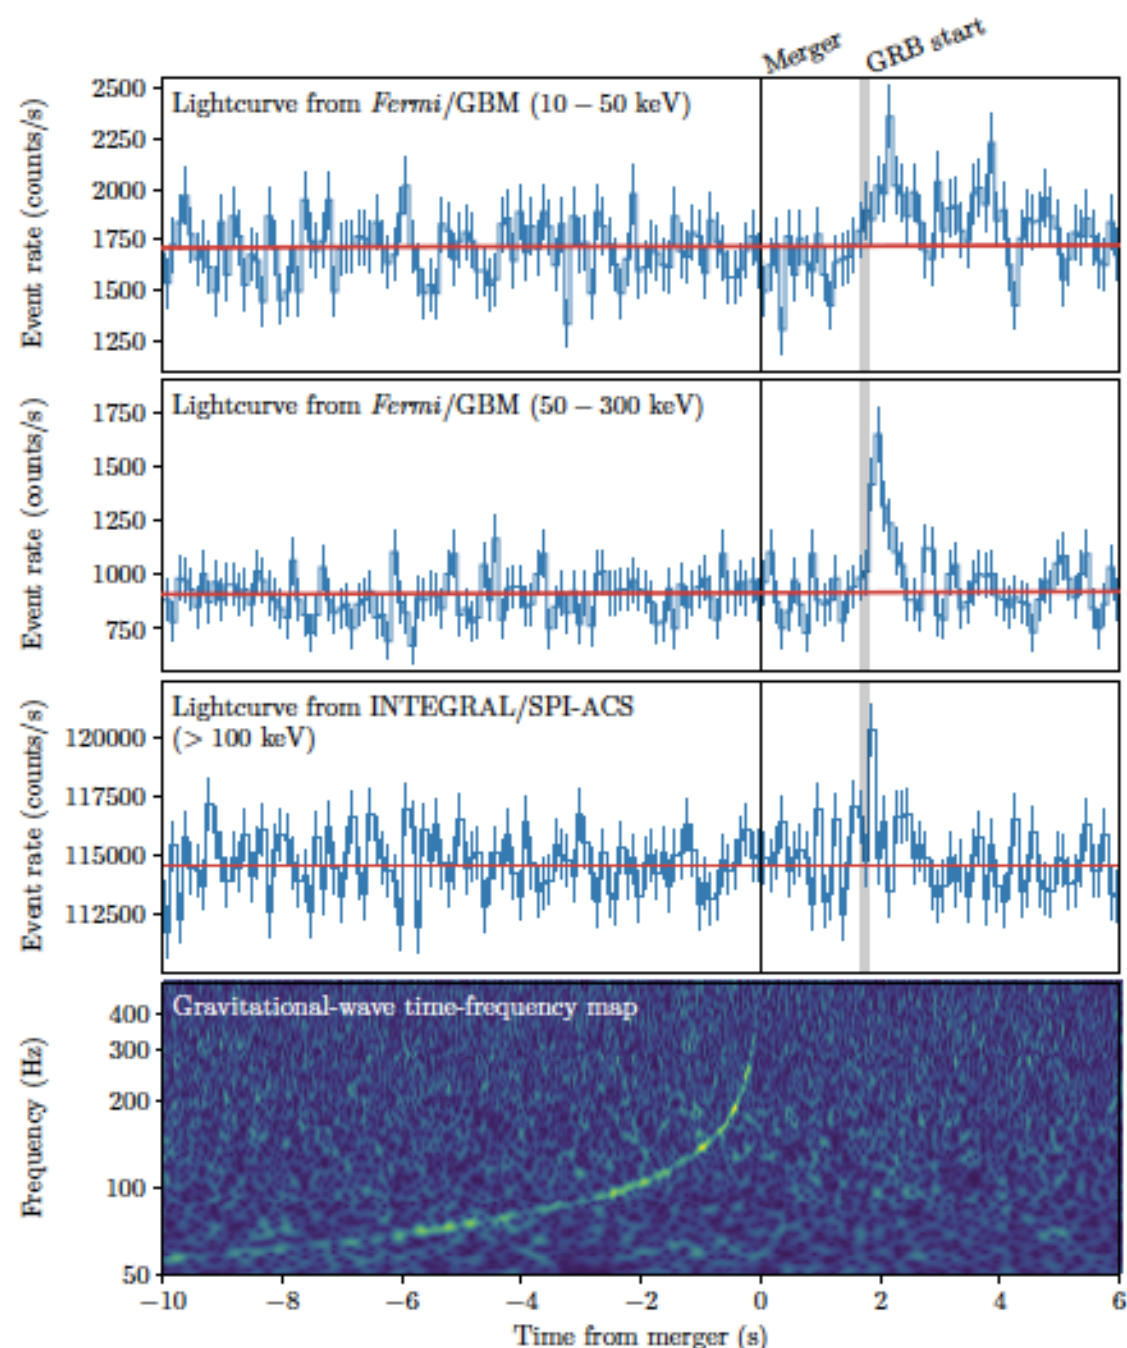 Merger GRB start
Lightcurve from Fermi/GBM (10 − 50 keV)
Event rate (counts/s)
2500
2250
2000
1750
1500
1250
Lightcurve from Fermi/GBM (50 − 300 keV)
Event rate (counts/s)
1750
1500
1250
1000
750
Lightcurve from INTEGRAL/SPI-ACS
(> 100 keV)
Event rate (counts/s)
120000
117500
115000
112500
Gravitational-wave time-frequency map
Frequency (Hz)
400
300
200
100
50
−10 −8 −6 −4 −2 0 2 4 6
Time from merger (s)